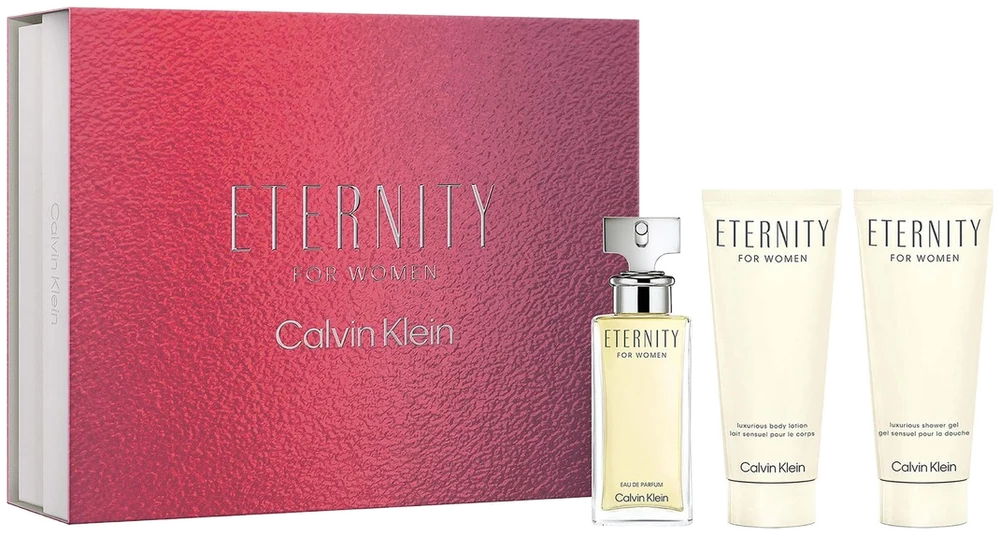 Calvin Klein
ETERNITY
FOR WOMEN
Calvin Klein
ETERNITY
FOR WOMEN
EAU DE PARFUM
Calvin Klein
ETERNITY
FOR WOMEN
luxurious body lotion
lait sensuel pour le corps
Calvin Klein
ETERNITY
FOR WOMEN
luxurious shower gel
gel sensuel pour la douche
Calvin Klein